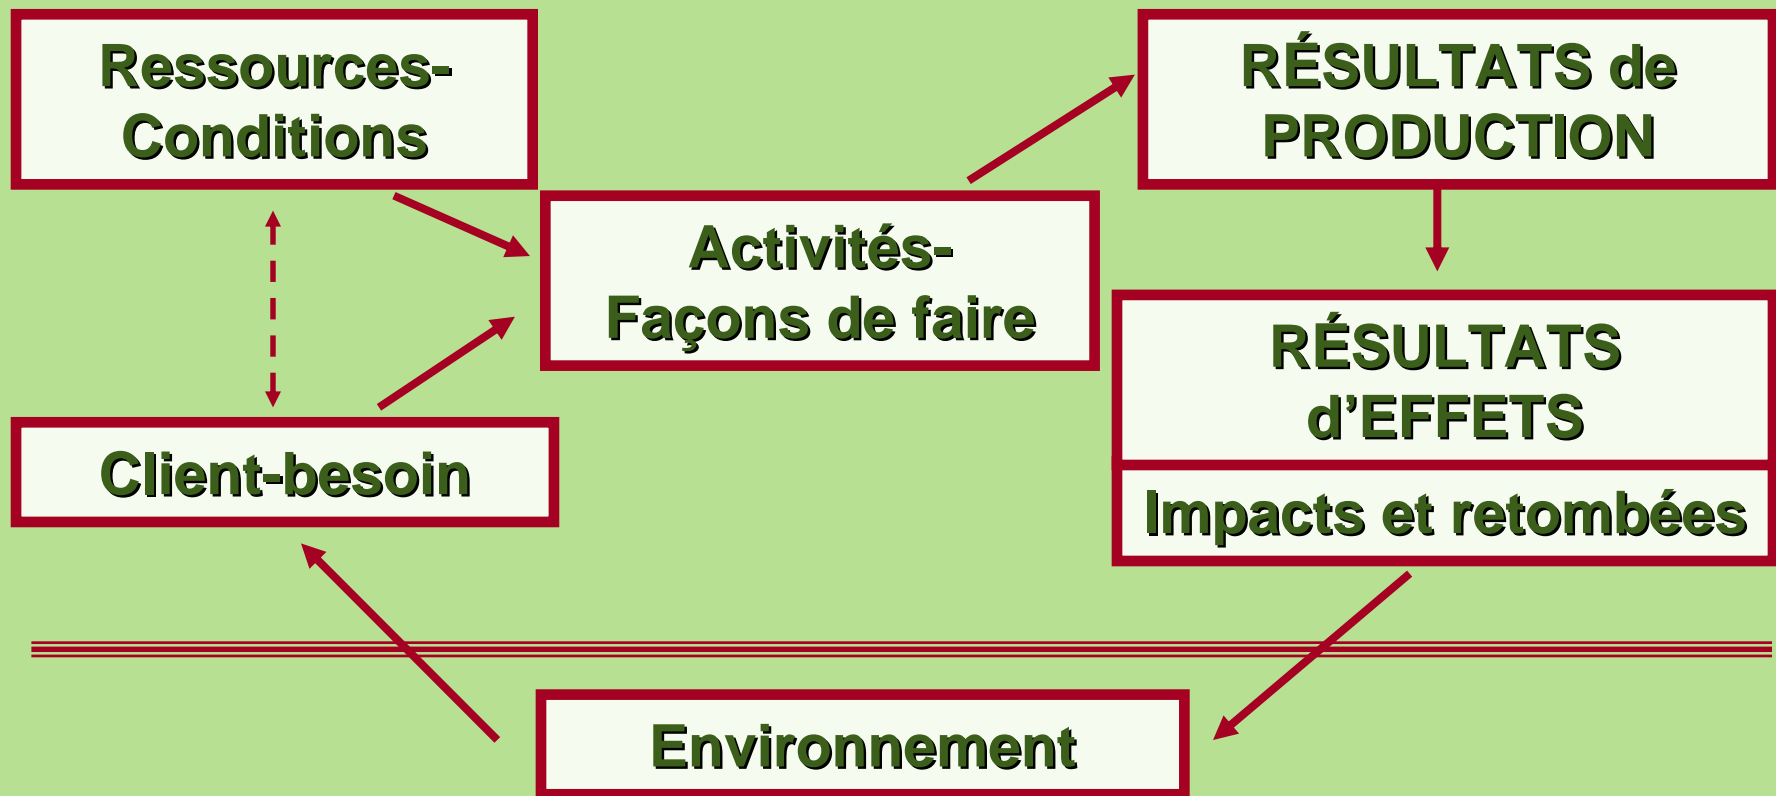 Ressources-
Conditions
RÉSULTATS de
PRODUCTION
Activités-
Façons de faire
RÉSULTATS
d’EFFETS
Impacts et retombées
Client-besoin
Environnement